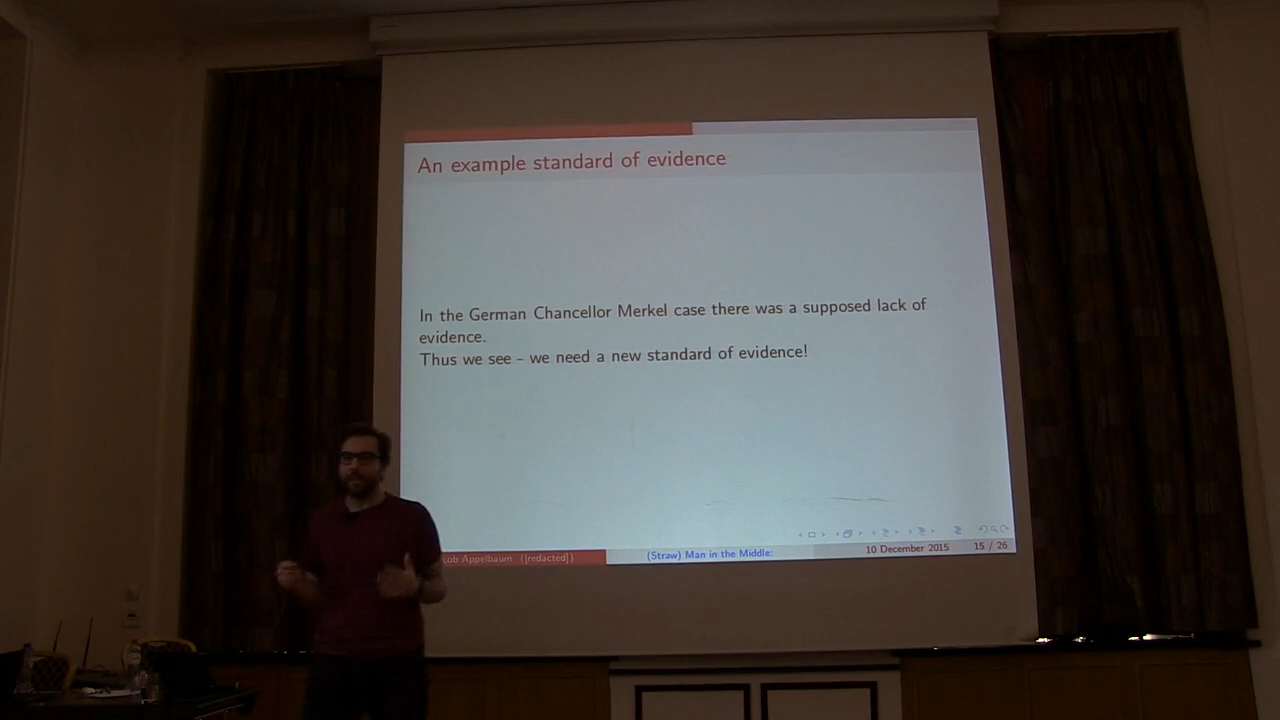 An example standard of evidence
In the German Chancellor Merkel case there was a supposed lack of
evidence.
Thus we see - we need a new standard of evidence!
cob Appelbaum ([redacted])
(Straw) Man in the Middle:
10 December 2015
15 / 26